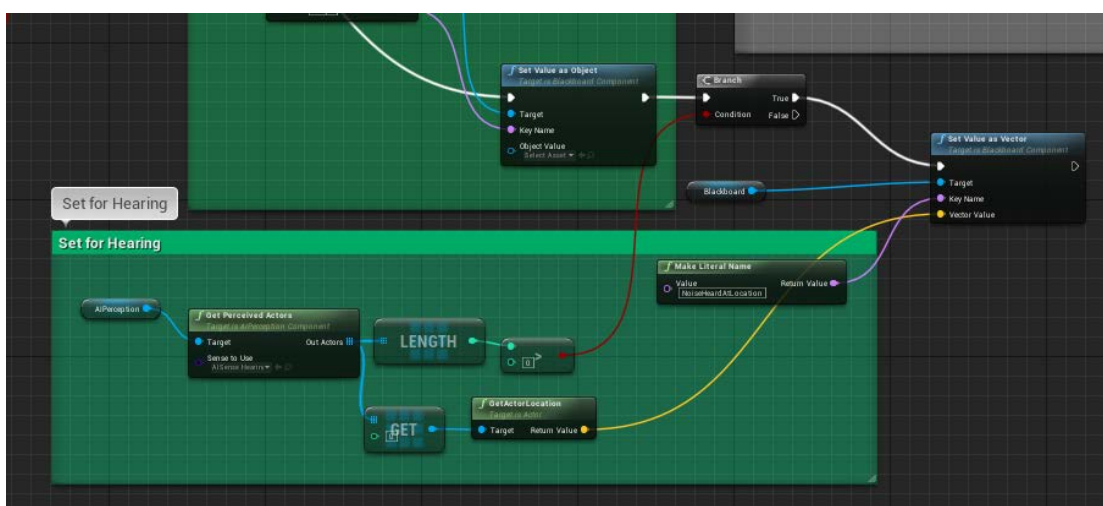 Set Value as Object
Target is Blackboard Component
Target
Key Name
Object Value
Select Asset
Branch
True
Condition
False
Set Value as Vector
Target is Blackboard Component
Target
Key Name
Vector Value
Blackboard
Set for Hearing
Set for Hearing
Make Literal Name
Value
Return Value
NoiseHeardAtLocation
AIPerception
Get Perceived Actors
Target is AIPerception Component
Target
Out Actors
Sense to Use
AISense Hearin
LENGTH
0
>
GET
0
GetActorLocation
Target is Actor
Target
Return Value